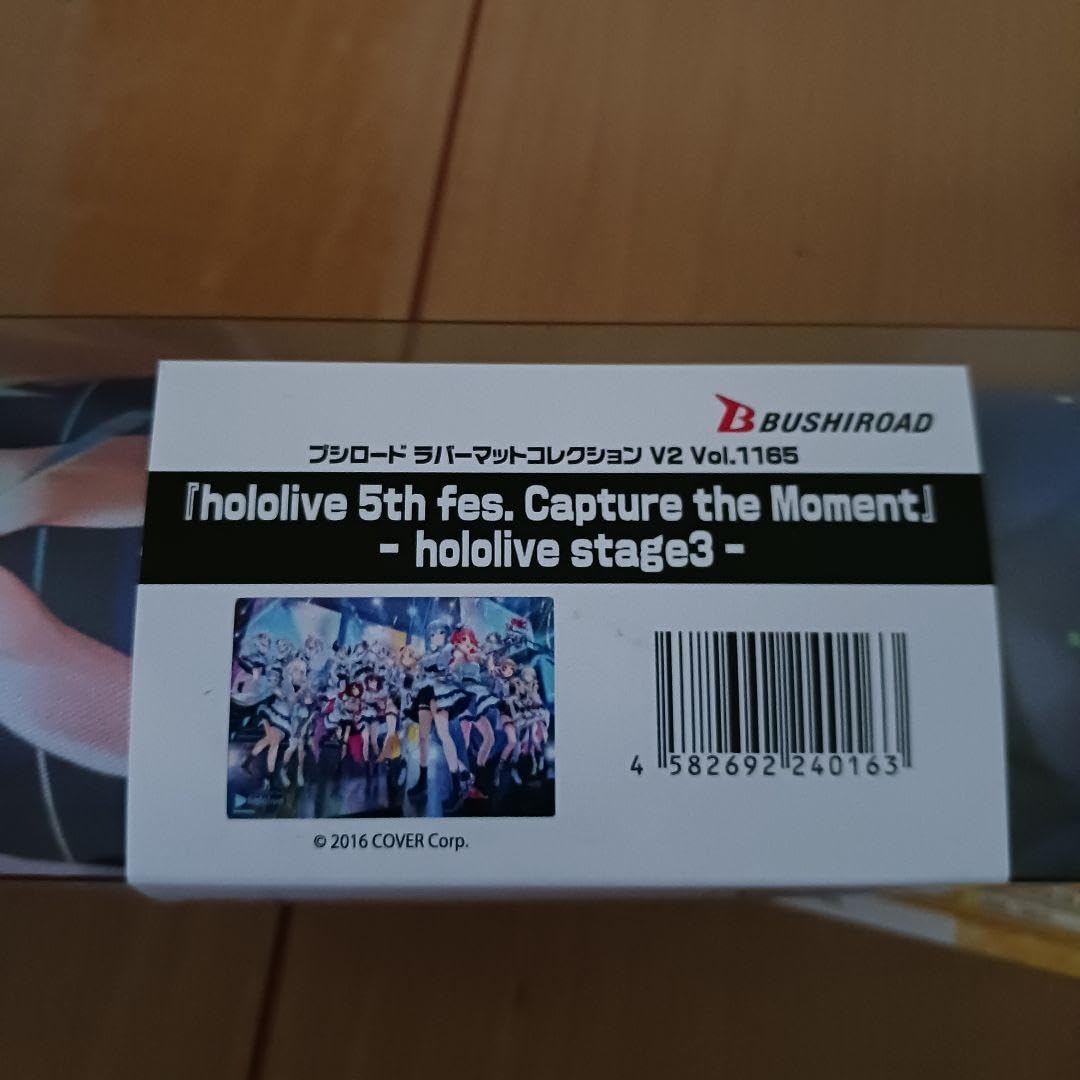 BUSHIROAD
ブシロード ラバーマットコレクション V2 Vol.1165
『hololive 5th fes. Capture the Moment』
- hololive stage3 -
4 582692 240163
© 2016 COVER Corp.